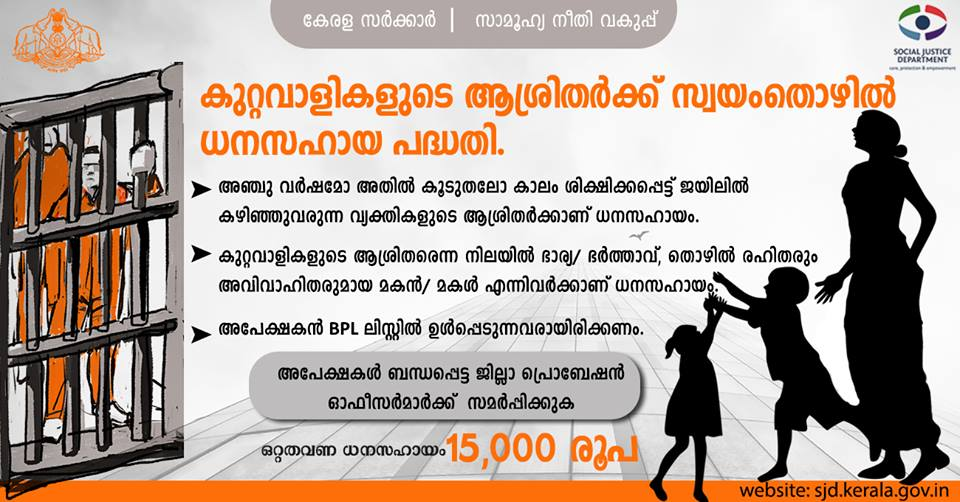 കേരള സർക്കാർ | സാമൂഹ്യ നീതി വകുപ്പ്
SOCIAL JUSTICE
DEPARTMENT
care, protection & empowerment
കുറ്റവാളികളുടെ ആശ്രിതർക്ക് സ്വയംതൊഴിൽ
ധനസഹായ പദ്ധതി.
അഞ്ചു വർഷമോ അതിൽ കൂടുതലോ കാലം ശിക്ഷിക്കപ്പെട്ട് ജയിലിൽ
കഴിഞ്ഞുവരുന്ന വ്യക്തികളുടെ ആശ്രിതർക്കാണ് ധനസഹായം.
കുറ്റവാളികളുടെ ആശ്രിതരെന്ന നിലയിൽ ഭാര്യ/ ഭർത്താവ്, തൊഴിൽ രഹിതരും
അവിവാഹിതരുമായ മകൻ/ മകൾ എന്നിവർക്കാണ് ധനസഹായം.
അപേക്ഷകൻ BPL ലിസ്റ്റിൽ ഉൾപ്പെടുന്നവരായിരിക്കണം.
അപേക്ഷകൾ ബന്ധപ്പെട്ട ജില്ലാ പ്രൊബേഷൻ
ഓഫീസർമാർക്ക് സമർപ്പിക്കുക
ഒറ്റതവണ ധനസഹായം 15,000 രൂപ
website: sjd.kerala.gov.in